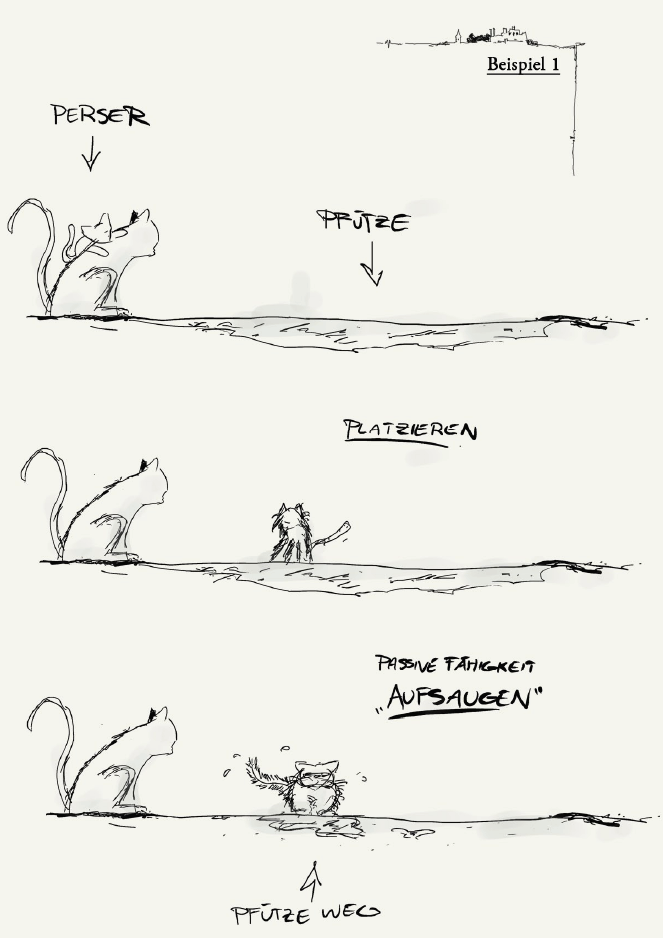 Beispiel 1
PERSER
PFÜTZE
PLATZIEREN
PASSIVE FÄHIGKEIT
„AUFSAUGEN“
PFÜTZE WEG